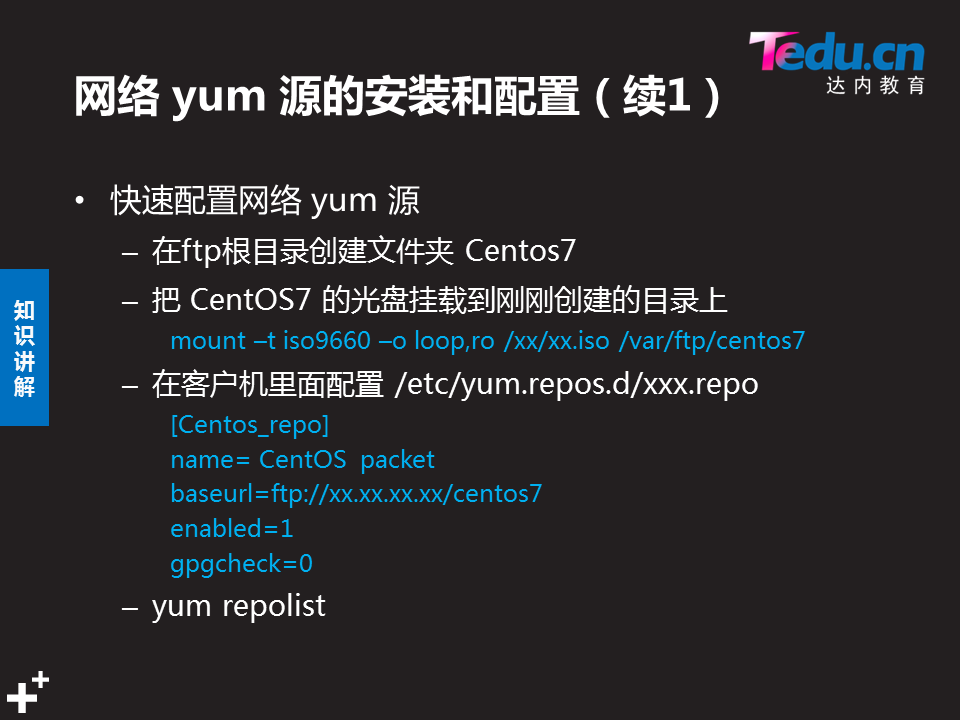 Tedu.cn
达内教育
网络 yum 源的安装和配置（续1）
• 快速配置网络 yum 源
– 在ftp根目录创建文件夹 Centos7
– 把 CentOS7 的光盘挂载到刚刚创建的目录上
mount –t iso9660 –o loop,ro /xx/xx.iso /var/ftp/centos7
– 在客户机里面配置 /etc/yum.repos.d/xxx.repo
[Centos_repo]
name= CentOS  packet
baseurl=ftp://xx.xx.xx.xx/centos7
enabled=1
gpgcheck=0
– yum repolist
知
识
讲
解